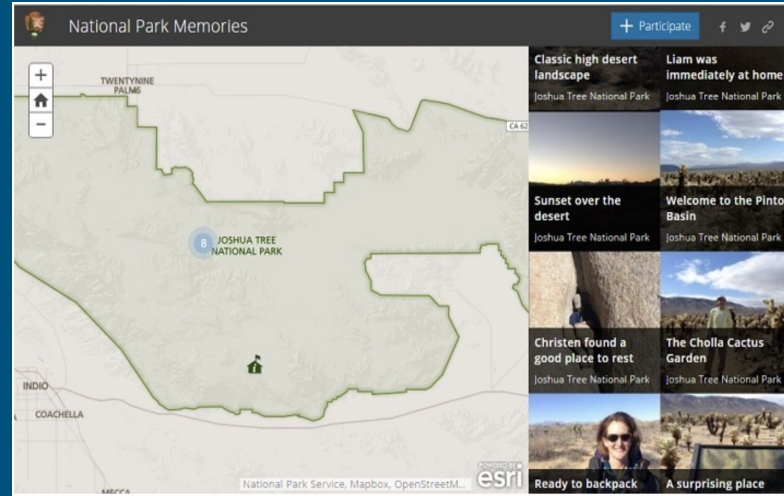 National Park Memories
+ Participate
+
−
TWENTYNINE
PALMS
CA 62
8
JOSHUA TREE
NATIONAL PARK
INDIO
COACHELLA
MECCA
National Park Service, Mapbox, OpenStreetM...
POWERED BY
esri
Classic high desert
landscape
Joshua Tree National Park
Liam was
immediately at home
Joshua Tree National Park
Sunset over the
desert
Joshua Tree National Park
Welcome to the Pinto
Basin
Joshua Tree National Park
Christen found a
good place to rest
Joshua Tree National Park
The Cholla Cactus
Garden
Joshua Tree National Park
Ready to backpack
A surprising place